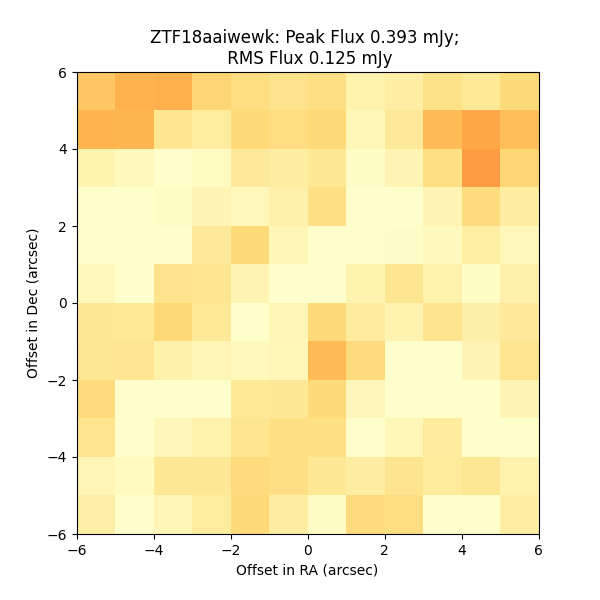 ZTF18aaiwewk: Peak Flux 0.393 mJy;
RMS Flux 0.125 mJy
6
4
2
0
−2
−4
−6
Offset in Dec (arcsec)
−6 −4 −2 0 2 4 6
Offset in RA (arcsec)